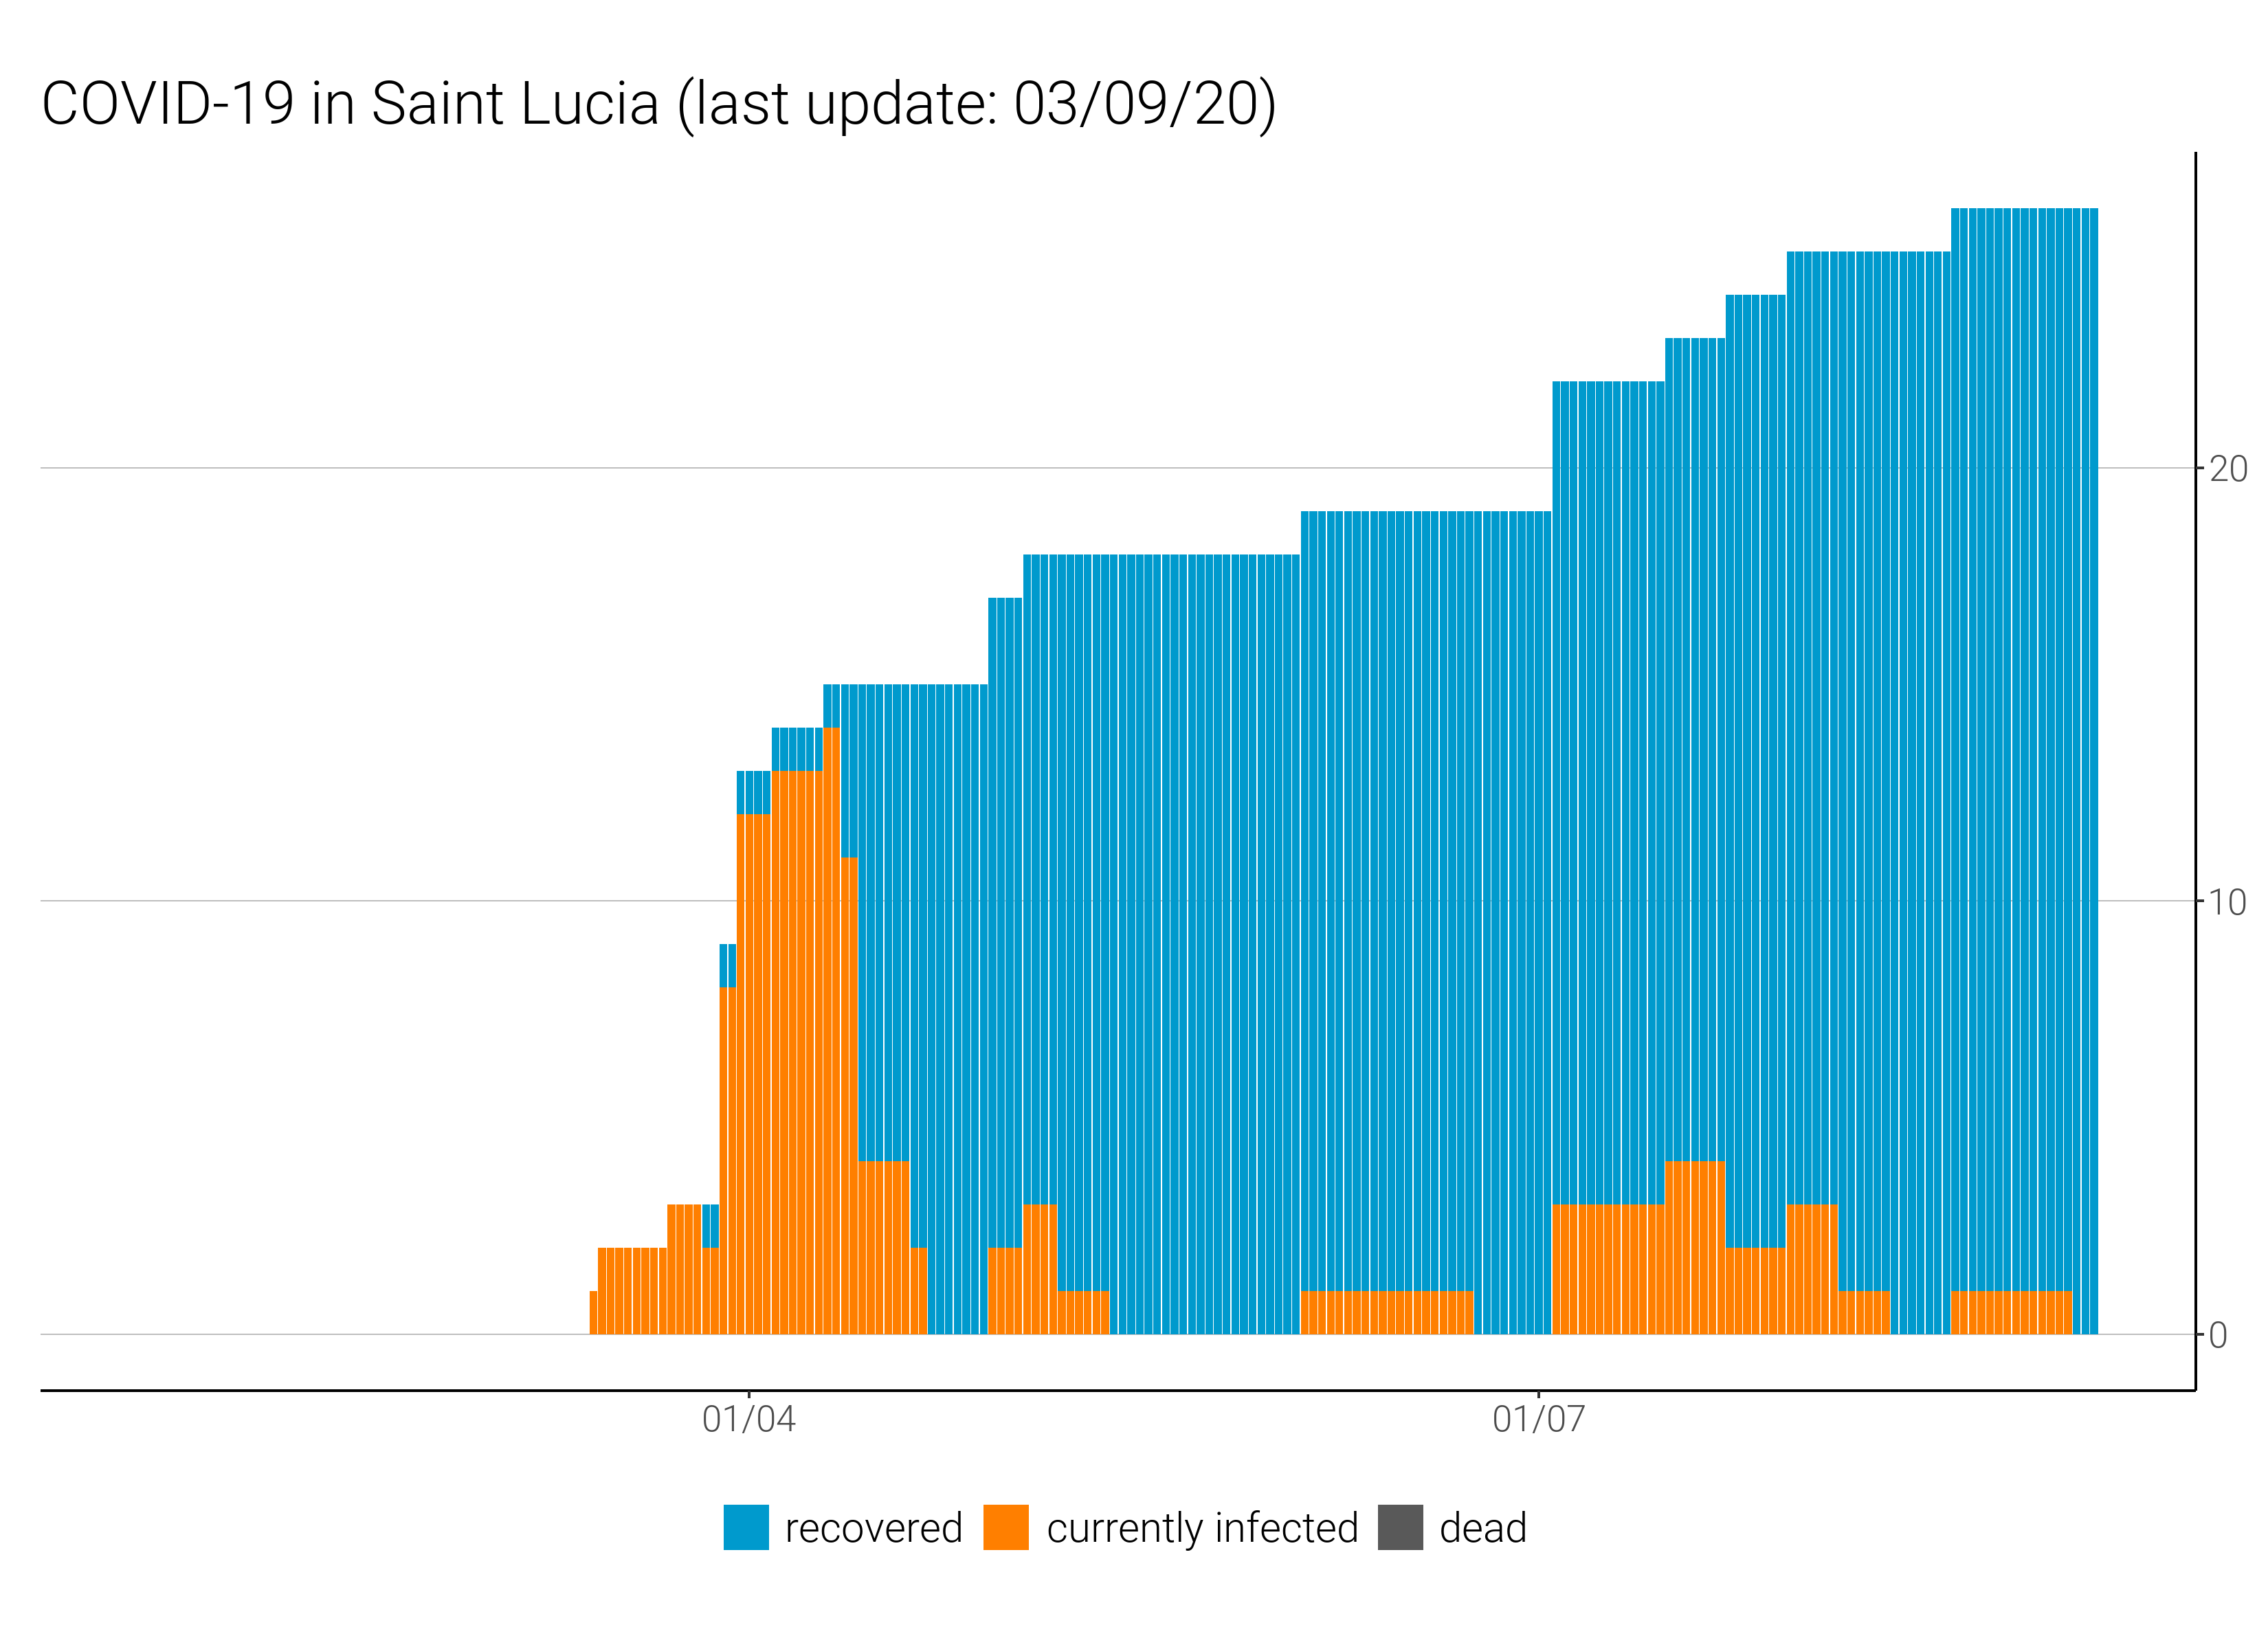 COVID-19 in Saint Lucia (last update: 03/09/20)
20
10
0
01/04 01/07
recovered currently infected dead